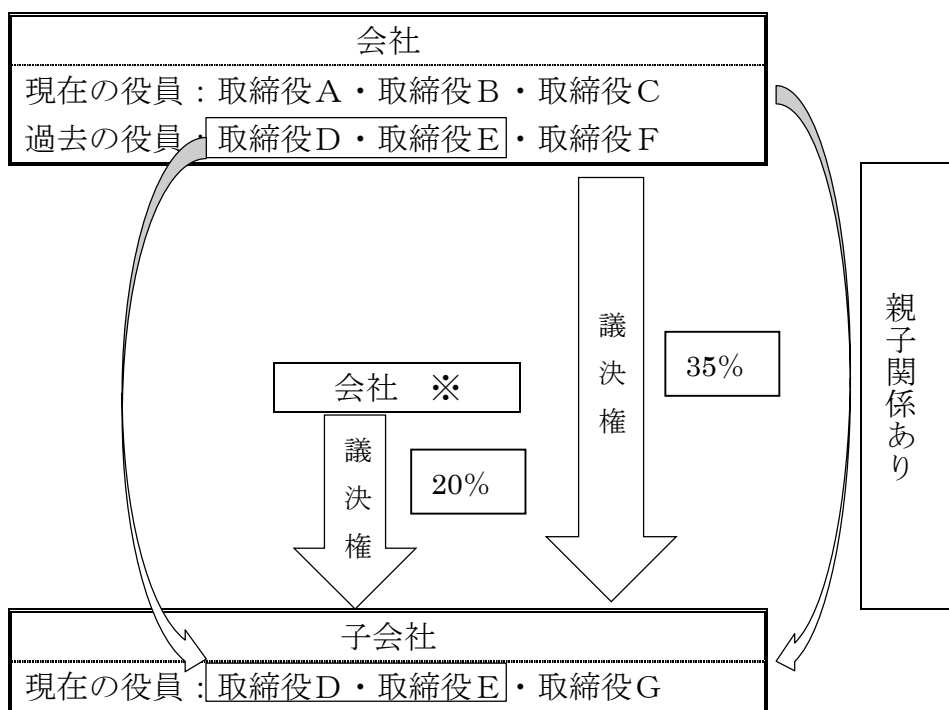 会社
現在の役員：取締役A・取締役B・取締役C
過去の役員：取締役D・取締役E・取締役F
親子関係あり
議決権
35%
会社　※
議決権
20%
子会社
現在の役員：取締役D・取締役E・取締役G